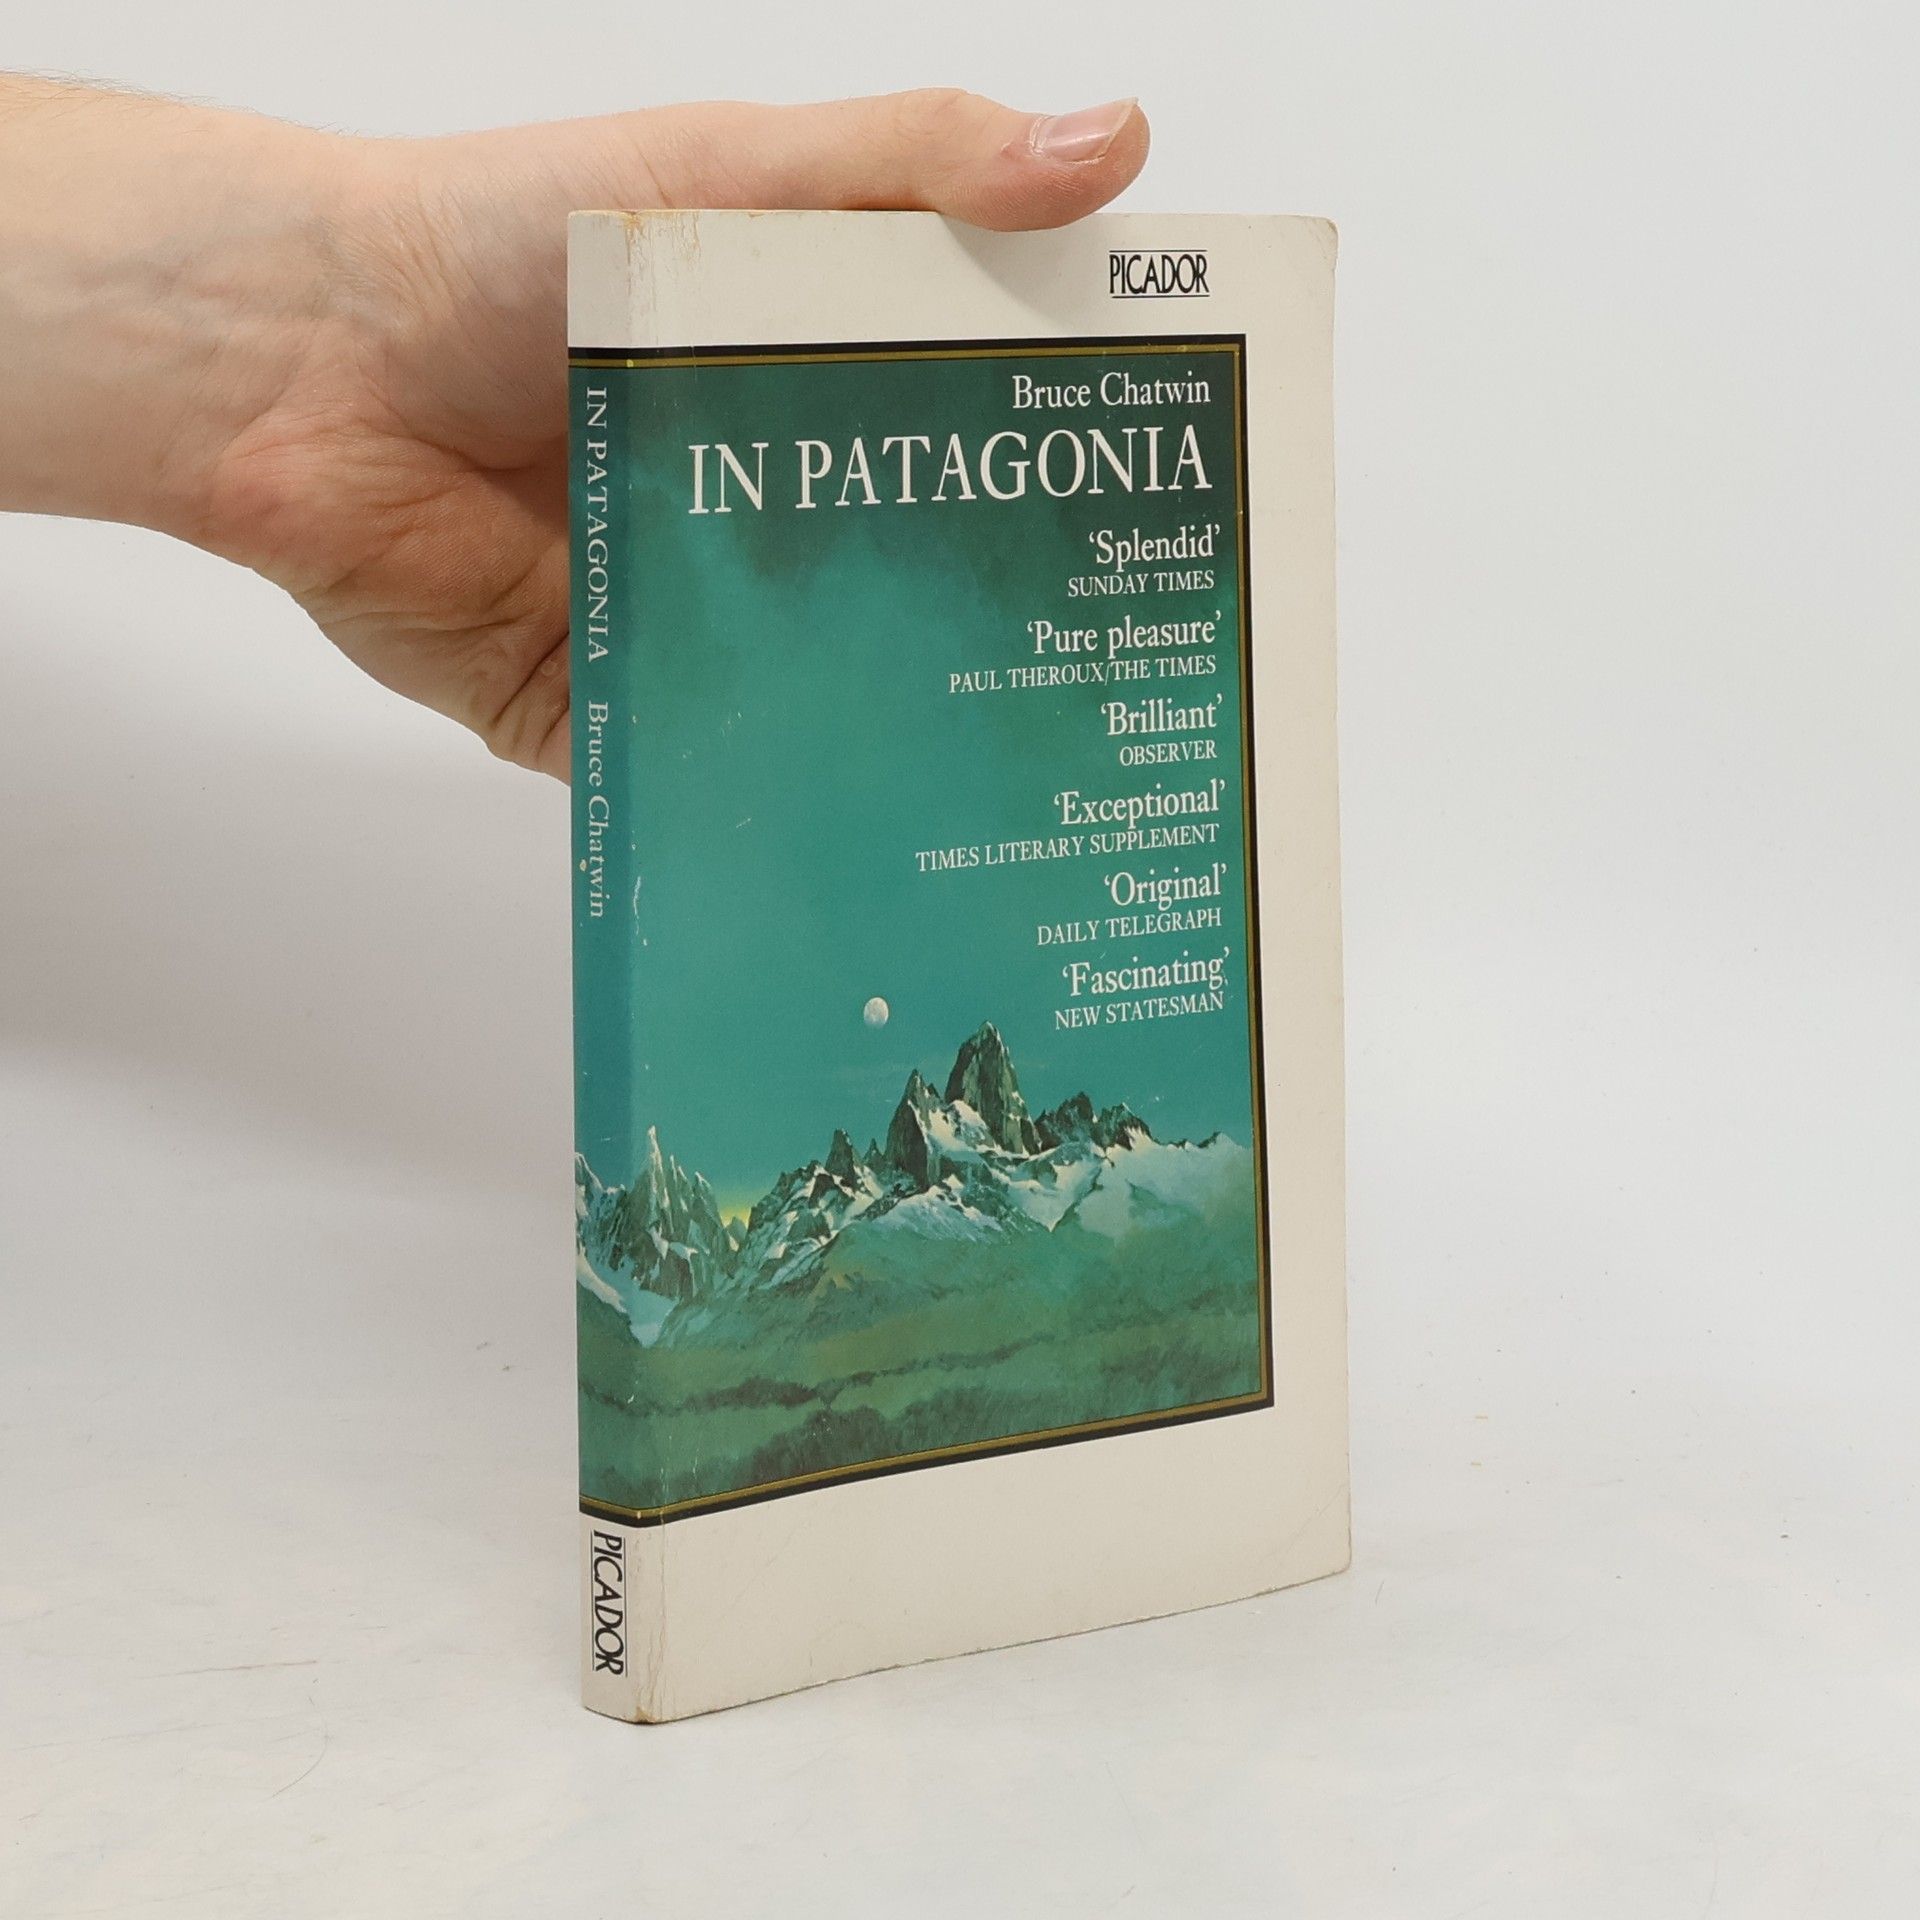 PICADOR
Bruce Chatwin
IN PATAGONIA
‘Splendid’
SUNDAY TIMES
‘Pure pleasure’
PAUL THEROUX/THE TIMES
‘Brilliant’
OBSERVER
‘Exceptional’
TIMES LITERARY SUPPLEMENT
‘Original’
DAILY TELEGRAPH
‘Fascinating’
NEW STATESMAN
IN PATAGONIA Bruce Chatwin
PICADOR